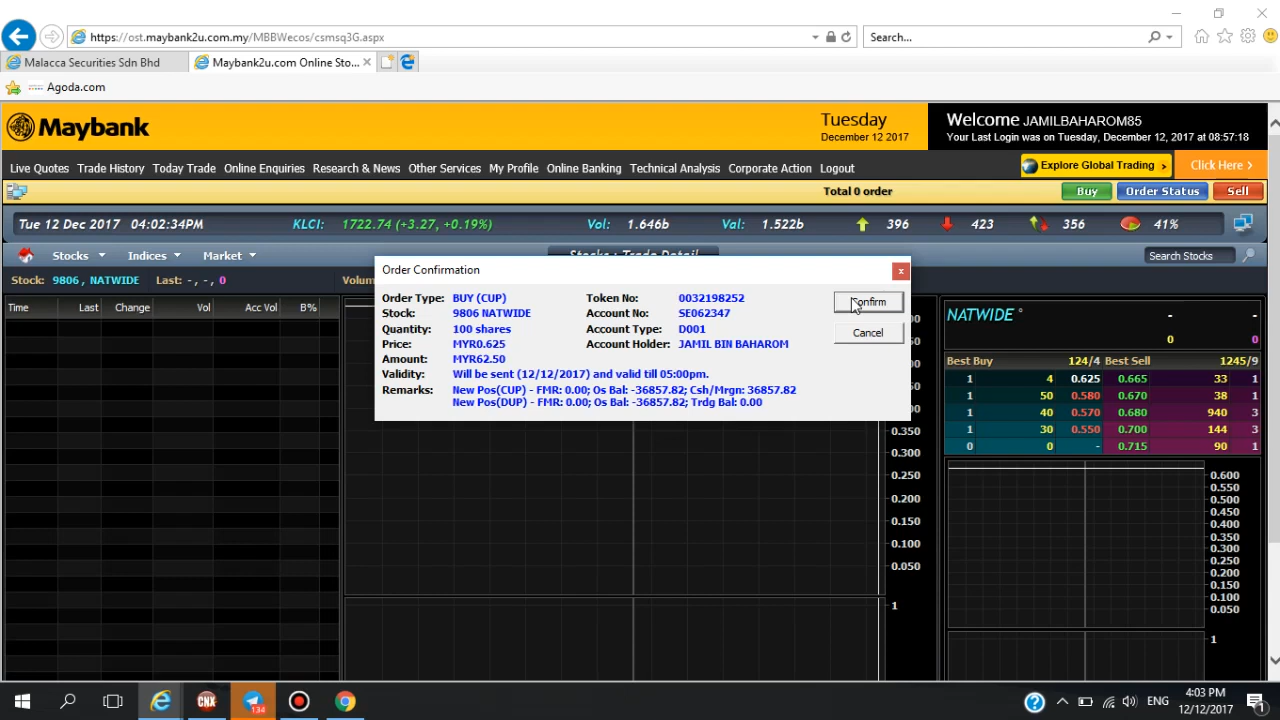 https://ost.maybank2u.com.my/MBBWecos/csmsq3G.aspx
Search...
Malacca Securities Sdn Bhd
Maybank2u.com Online Sto...
Agoda.com
Maybank
Tuesday
December 12 2017
Welcome JAMILBAHAROM85
Your Last Login was on Tuesday, December 12, 2017 at 08:57:18
Live Quotes Trade History Today Trade Online Enquiries Research & News Other Services My Profile Online Banking Technical Analysis Corporate Action Logout
Explore Global Trading >
Click Here >
Total 0 order
Buy Order Status Sell
Tue 12 Dec 2017 04:02:34PM KLCI: 1722.74 (+3.27, +0.19%) Vol: 1.646b Val: 1.522b 396 423 356 41%
Stocks Indices Market
Stocks : Trade Detail
Search Stocks
Stock: 9806, NATWIDE Last: -, -, 0
Time Last Change Vol Acc Vol B%
Order Confirmation
x
Order Type: BUY (CUP) Token No: 0032198252
Stock: 9806 NATWIDE Account No: SE062347
Quantity: 100 shares Account Type: D001
Price: MYR0.625 Account Holder: JAMIL BIN BAHAROM
Amount: MYR62.50
Validity: Will be sent (12/12/2017) and valid till 05:00pm.
Remarks: New Pos(CUP) - FMR: 0.00; Os Bal: -36857.82; Csh/Mrgn: 36857.82
New Pos(DUP) - FMR: 0.00; Os Bal: -36857.82; Trdg Bal: 0.00
Confirm
Cancel
0.350
0.300
0.250
0.200
0.150
0.100
0.050
1
NATWIDE °
- -
0 0
Best Buy 124/4 Best Sell 1245/9
1 4 0.625 0.665 33 1
1 50 0.580 0.670 38 1
1 40 0.570 0.680 940 3
1 30 0.550 0.700 144 3
0 0 - 0.715 90 1
0.600
0.550
0.500
0.450
0.400
0.350
0.300
0.250
0.200
0.150
0.100
0.050
1
CNX
134
ENG
4:03 PM
12/12/2017
1